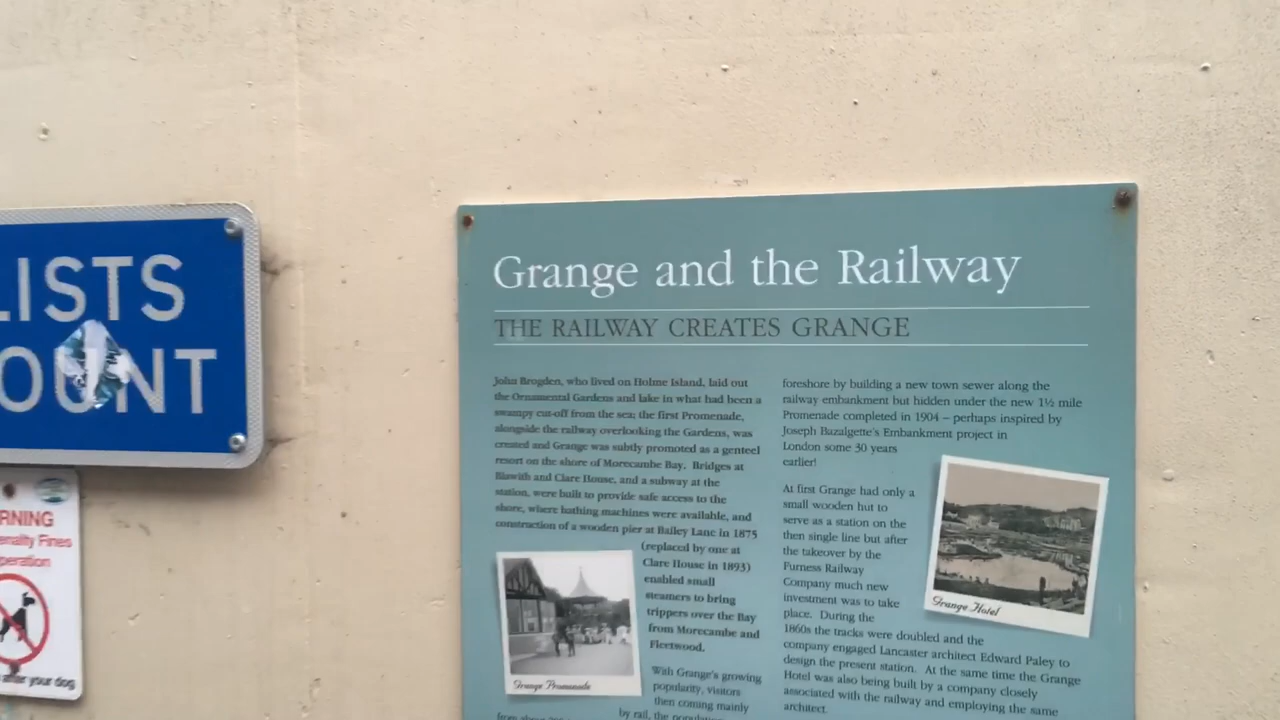 LISTS
OUNT
RNING
enalty Fines
peration
after your dog
Grange and the Railway
THE RAILWAY CREATES GRANGE
John Brogden, who lived on Holme Island, laid out
the Ornamental Gardens and lake in what had been a
swampy cut-off from the sea; the first Promenade,
alongside the railway overlooking the Gardens, was
created and Grange was subtly promoted as a genteel
resort on the shore of Morecambe Bay. Bridges at
Blawith and Clare House, and a subway at the
station, were built to provide safe access to the
shore, where bathing machines were available, and
construction of a wooden pier at Bailey Lane in 1875
(replaced by one at
Clare House in 1893)
enabled small
steamers to bring
trippers over the Bay
from Morecambe and
Fleetwood.
Grange Promenade
With Grange's growing
popularity, visitors
then coming mainly
by rail, the
foreshore by building a new town sewer along the
railway embankment but hidden under the new 1½ mile
Promenade completed in 1904 – perhaps inspired by
Joseph Bazalgette's Embankment project in
London some 30 years
earlier!
At first Grange had only a
small wooden hut to
serve as a station on the
then single line but after
the takeover by the
Furness Railway
Company much new
investment was to take
place. During the
1860s the tracks were doubled and the
company engaged Lancaster architect Edward Paley to
design the present station. At the same time the Grange
Hotel was also being built by a company closely
associated with the railway and employing the same
architect.
Grange Hotel